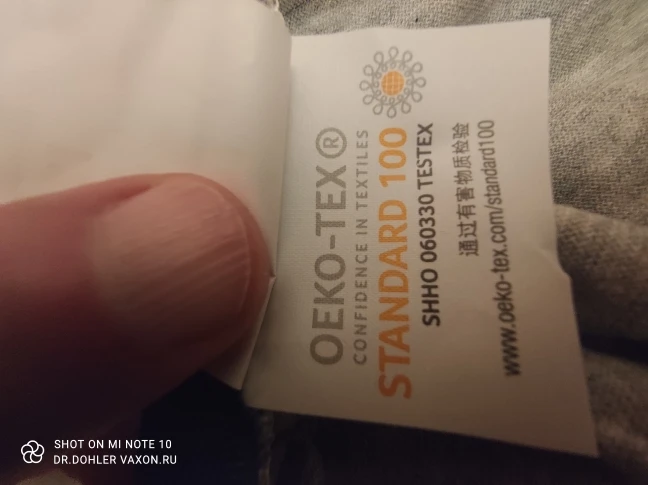 OEKO-TEX®
CONFIDENCE IN TEXTILES
STANDARD 100
SHHO 060330 TESTEX
通过有害物质检验
www.oeko-tex.com/standard100
SHOT ON MI NOTE 10
DR.DOHLER VAXON.RU